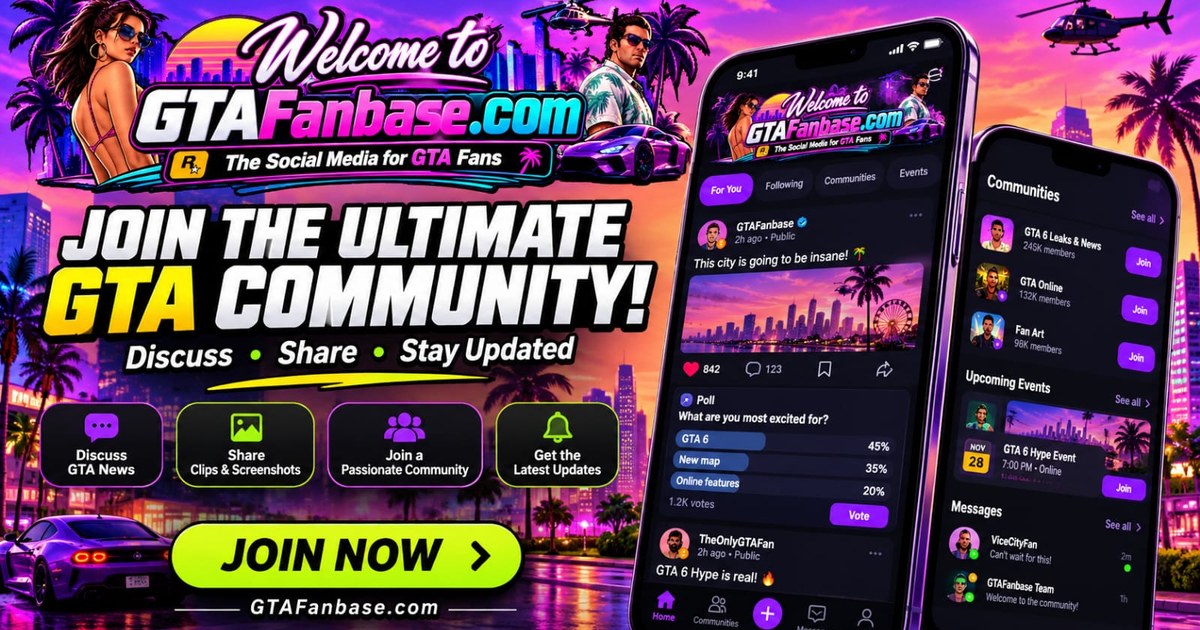 Welcome to
GTAFanbase.com
R★ The Social Media for GTA Fans
JOIN THE ULTIMATE
GTA COMMUNITY!
Discuss • Share • Stay Updated
Discuss
GTA News
Share
Clips & Screenshots
Join a
Passionate Community
Get the
Latest Updates
JOIN NOW >
GTAFanbase.com
9:41
Welcome to
GTAFanbase.com
The Social Media for GTA Fans
For You
Following
Communities
Events
GTAFanbase
2h ago • Public
This city is going to be insane! 🌴
842
123
Poll
What are you most excited for?
GTA 6
45%
New map
35%
Online features
20%
1.2K votes
Vote
TheOnlyGTAFan
2h ago • Public
GTA 6 Hype is real! 🔥
Home
Communities
Communities
See all >
GTA 6 Leaks & News
245K members
Join
GTA Online
132K members
Join
Fan Art
98K members
Join
Upcoming Events
See all >
NOV
28
GTA 6 Hype Event
7:00 PM • Online
Join
Messages
See all >
ViceCityFan
Can't wait for this!
2m
GTAFanbase Team
Welcome to the community!
1h